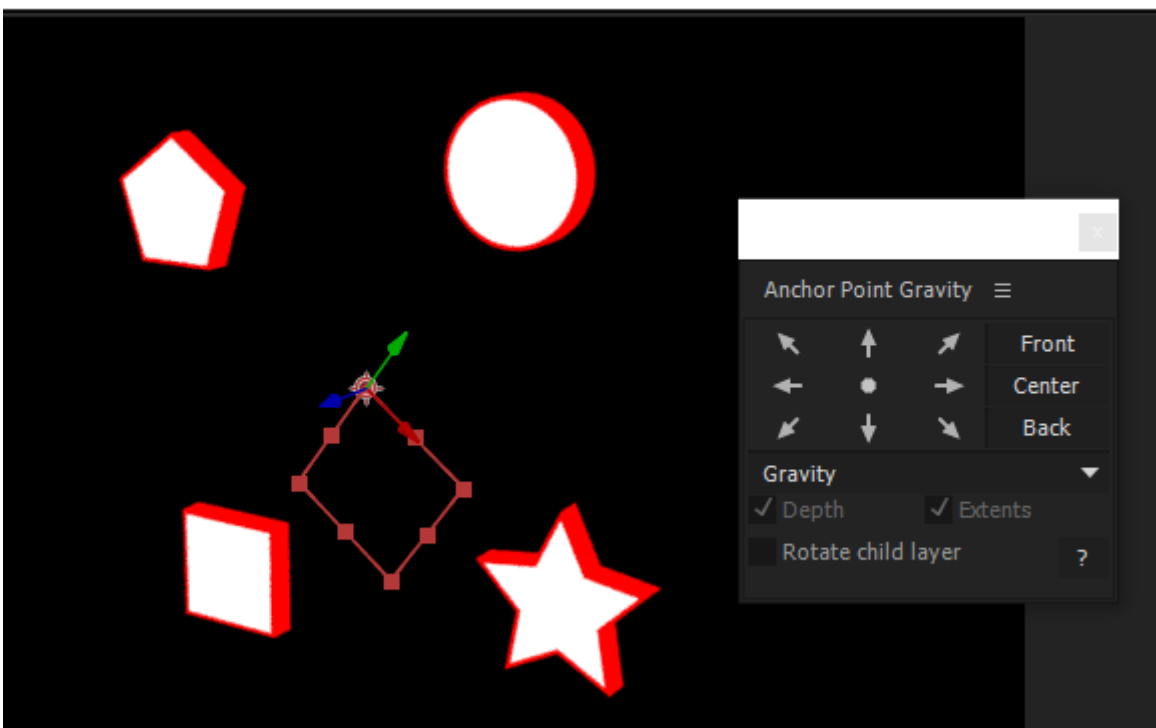 Anchor Point Gravity
Front
Center
Back
Gravity
Depth Extents
Rotate child layer ?